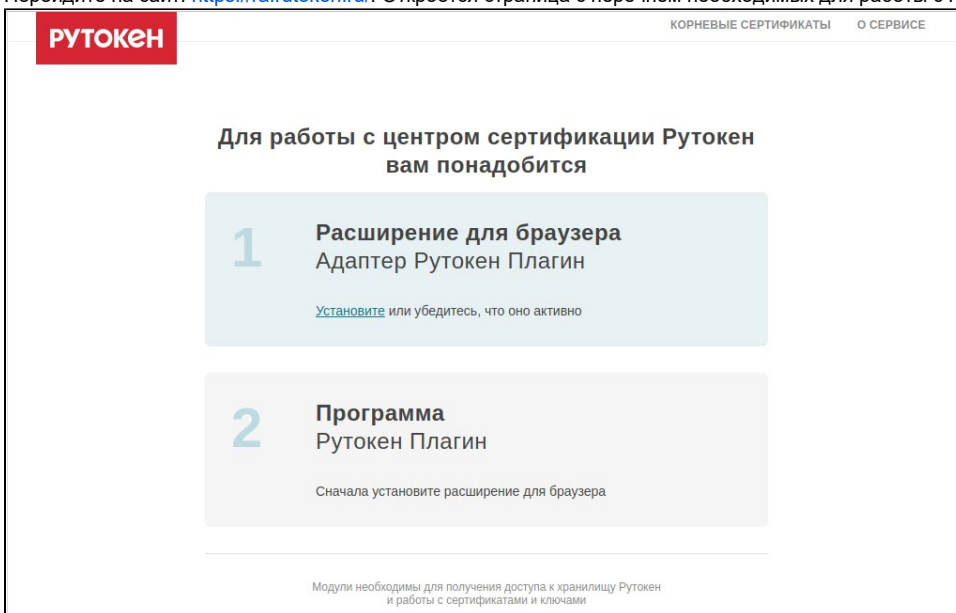 РУТОКЕН
КОРНЕВЫЕ СЕРТИФИКАТЫ О СЕРВИСЕ
Для работы с центром сертификации Рутокен
вам понадобится
1
Расширение для браузера
Адаптер Рутокен Плагин
Установите или убедитесь, что оно активно
2
Программа
Рутокен Плагин
Сначала установите расширение для браузера
Модули необходимы для получения доступа к хранилищу Рутокен
и работы с сертификатами и ключами